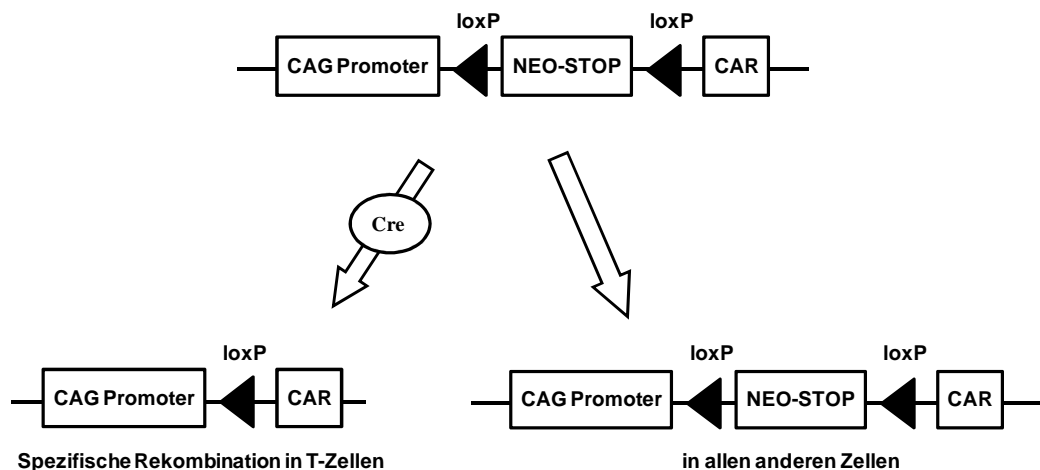 loxP loxP
CAG Promoter NEO-STOP CAR
Cre
loxP loxP loxP
CAG Promoter CAR CAG Promoter NEO-STOP CAR
Spezifische Rekombination in T-Zellen in allen anderen Zellen